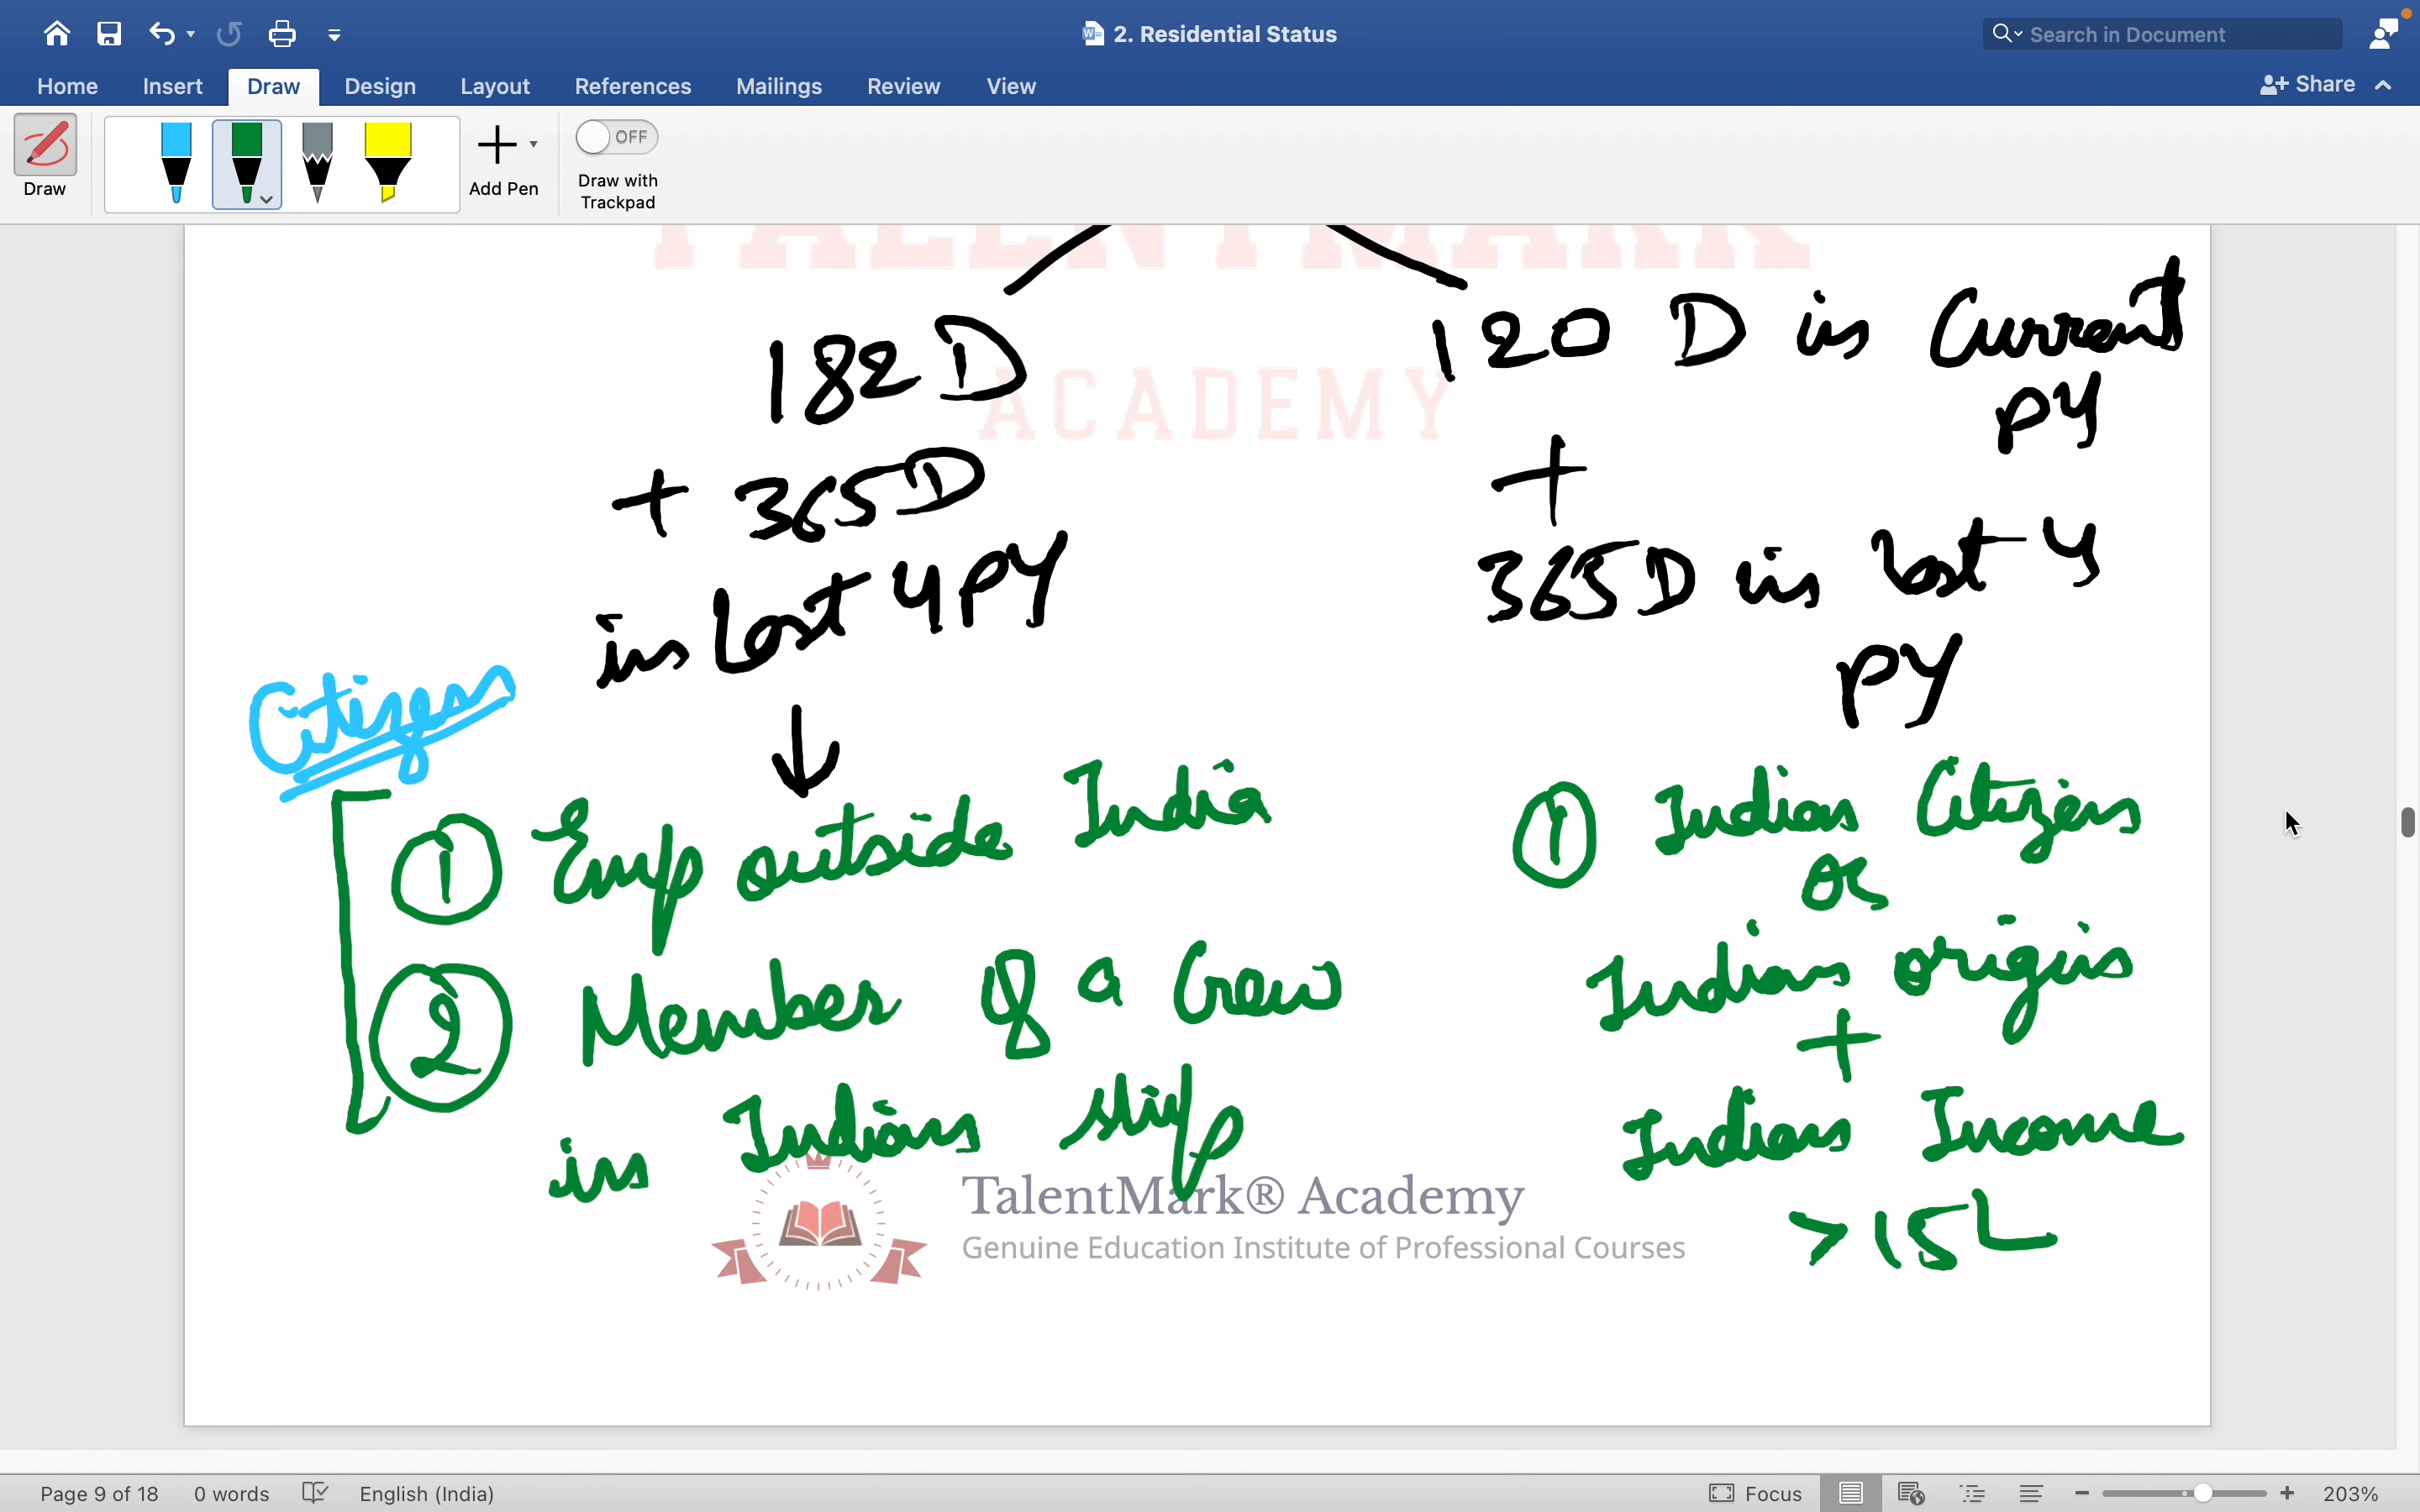 2. Residential Status
Search in Document
Home Insert Draw Design Layout References Mailings Review View
Share
Draw
Add Pen
OFF
Draw with
Trackpad
TALENTMARK
ACADEMY
182 D
+ 365 D
in last 4 PY
120 D in Current
PY
+
365 D in last 4
PY
Citizen
1 Emp outside India
2 Member of a Crew
in Indian ship
1 Indian Citizen
or
Indian origin
+
Indian Income
> 15 L
TalentMark® Academy
Genuine Education Institute of Professional Courses
Page 9 of 18 0 words English (India) Focus 203%